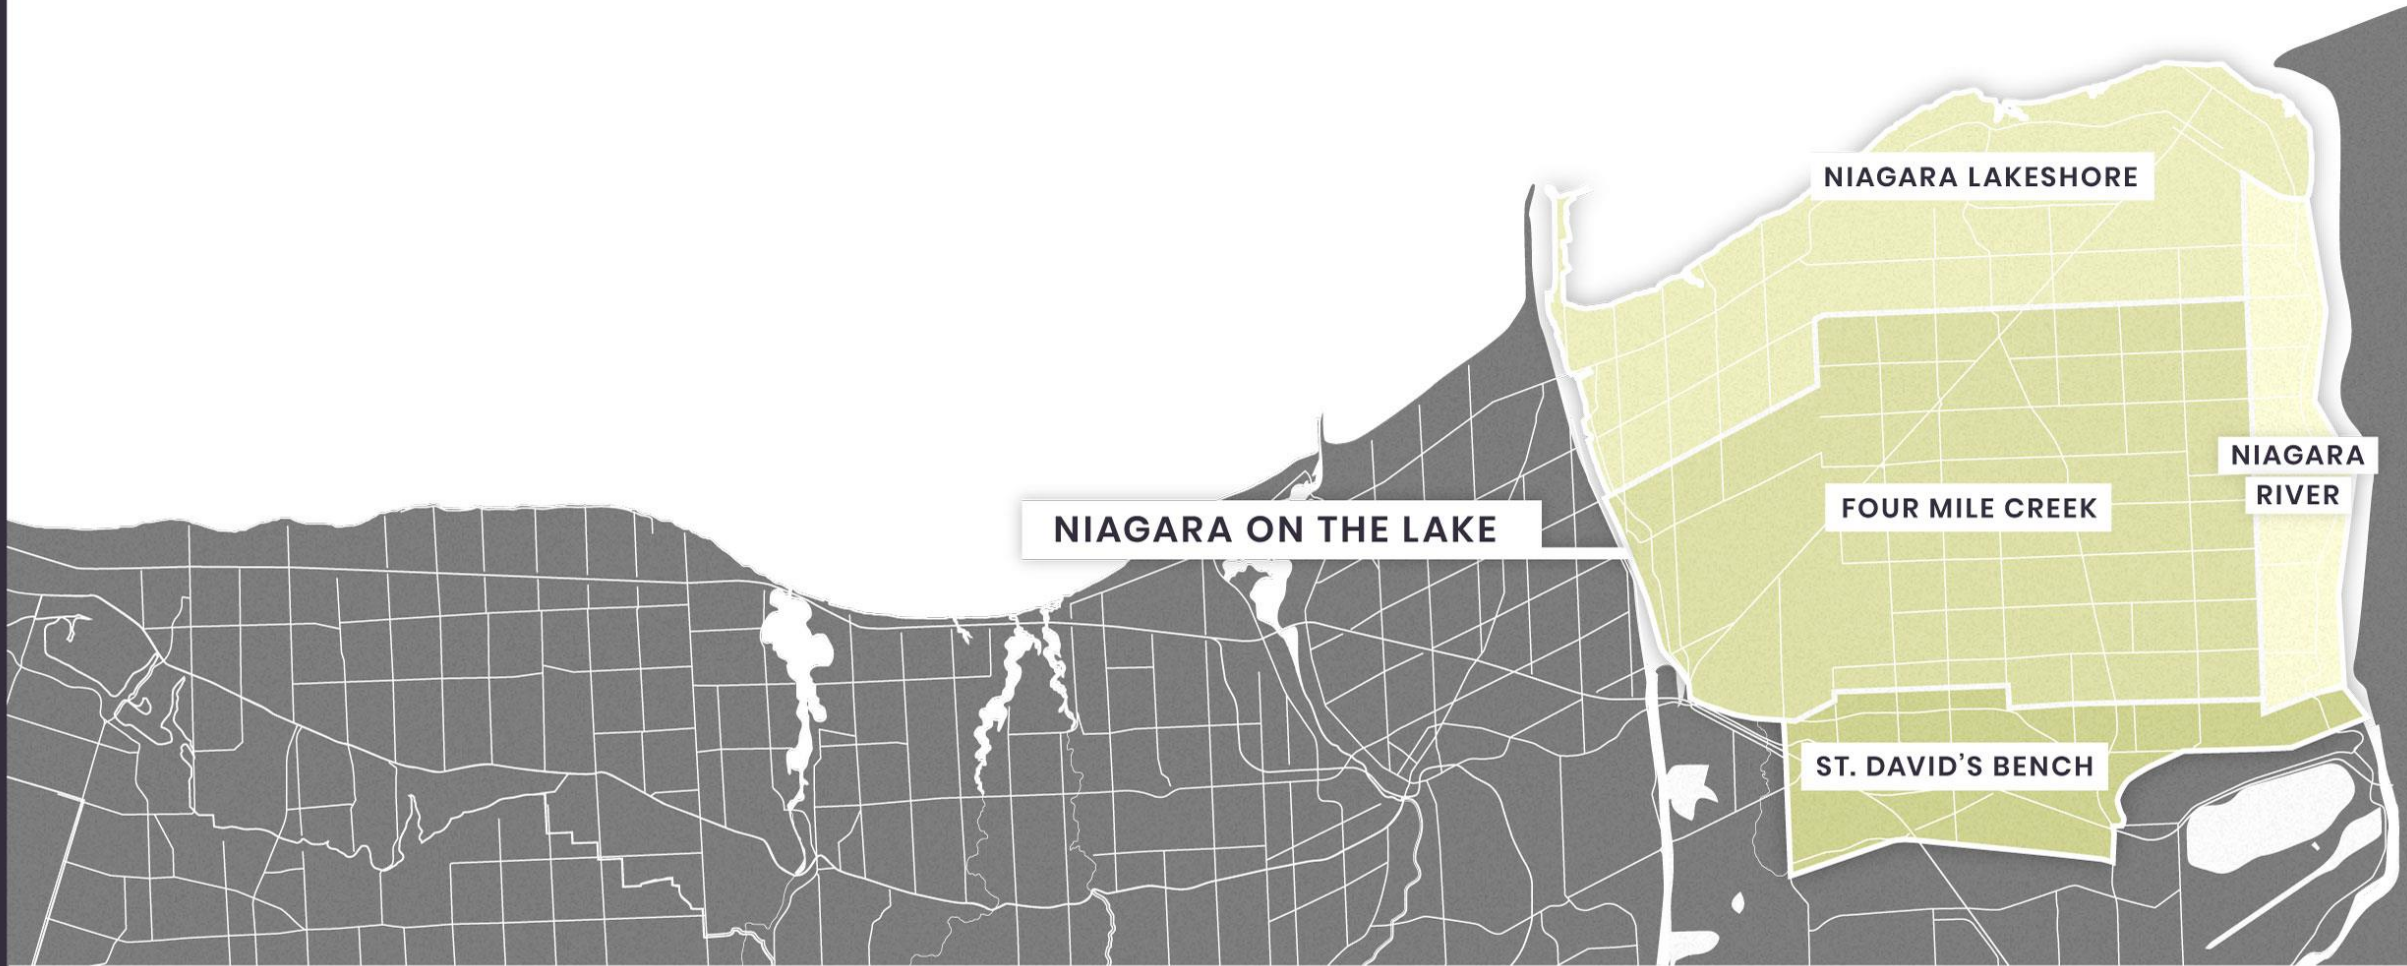 NIAGARA LAKESHORE
NIAGARA
RIVER
FOUR MILE CREEK
NIAGARA ON THE LAKE
ST. DAVID'S BENCH